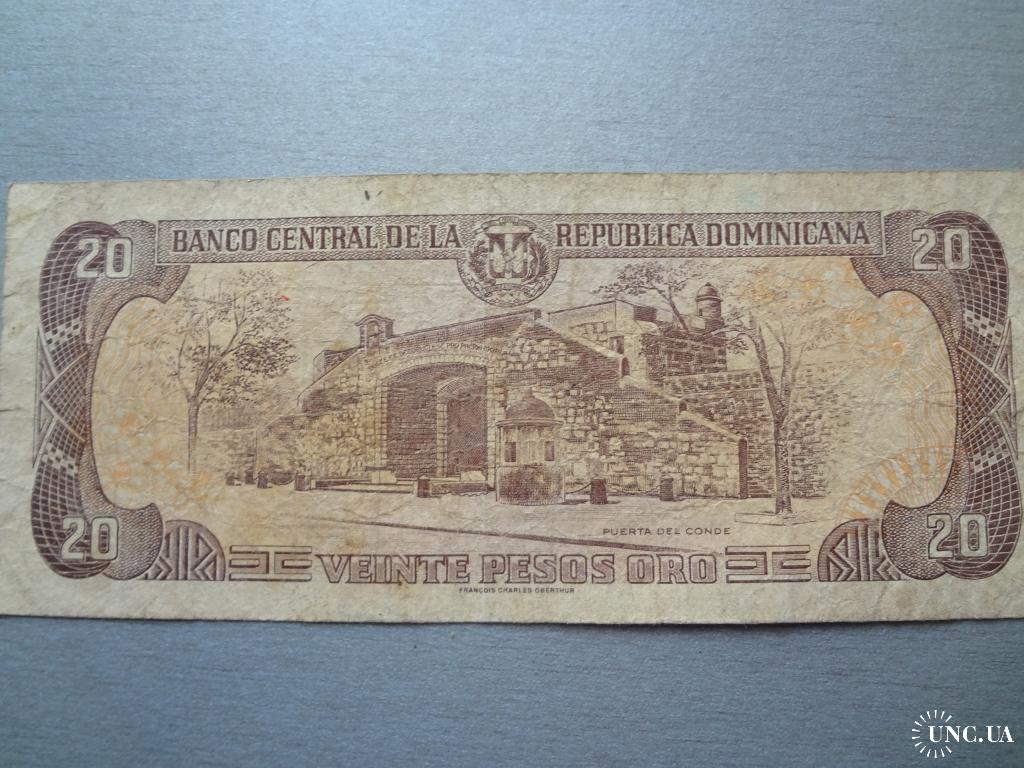 20 BANCO CENTRAL DE LA REPUBLICA DOMINICANA 20
PUERTA DEL CONDE
20 VEINTE PESOS ORO 20
FRANÇOIS CHARLES OBERTHUR
UNC.UA